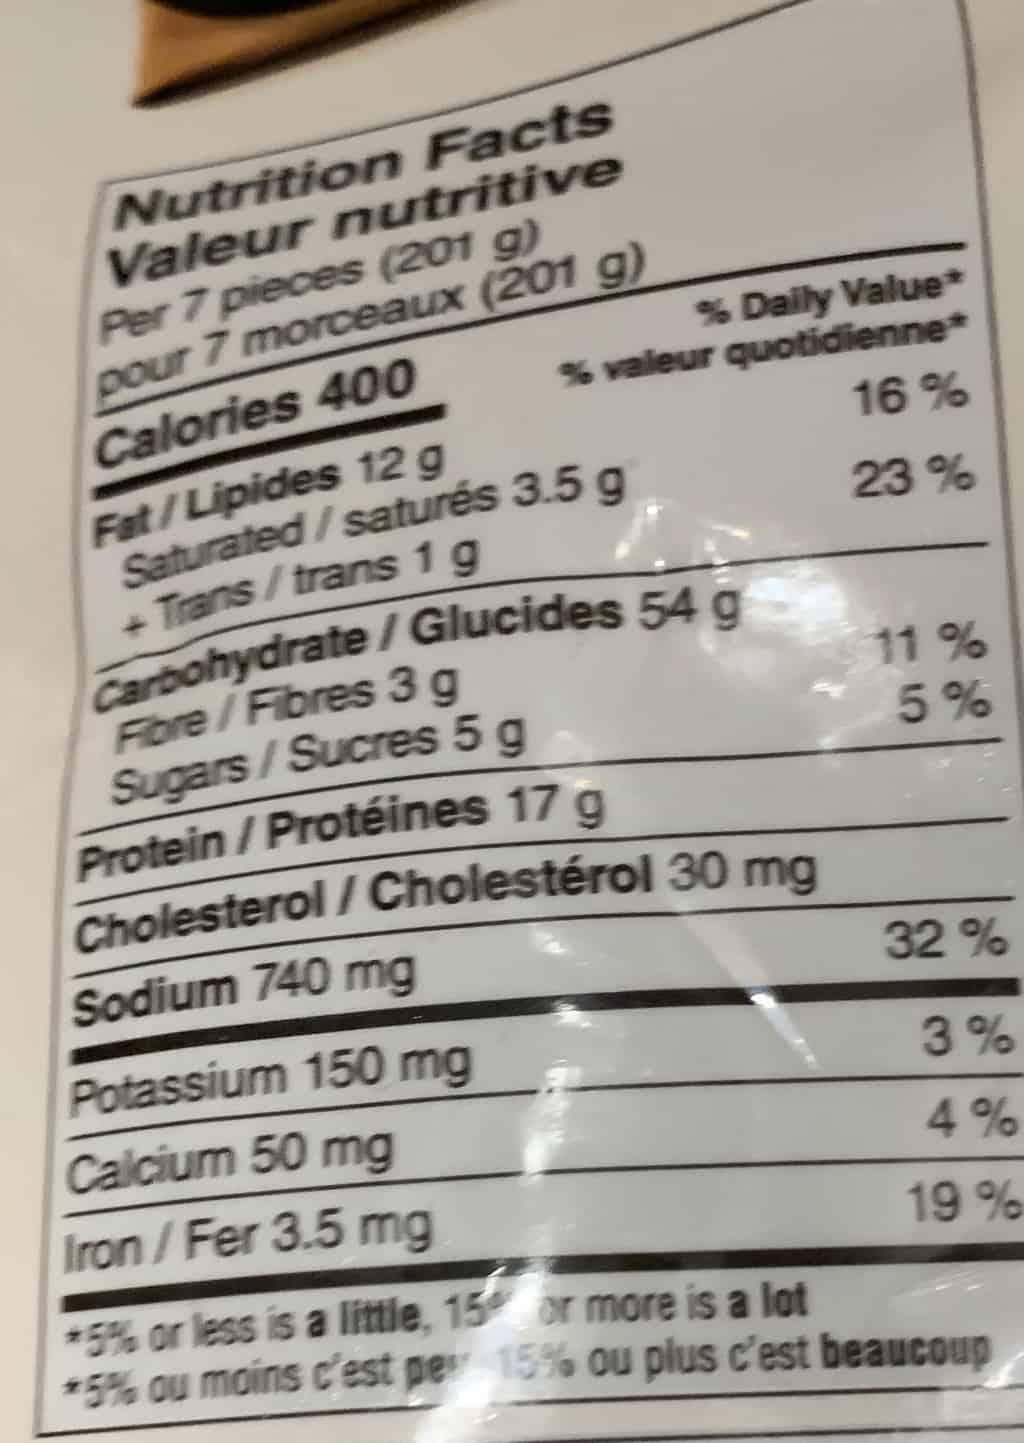 Nutrition Facts
Valeur nutritive
Per 7 pieces (201 g)
pour 7 morceaux (201 g)
% Daily Value*
% valeur quotidienne*
Calories 400
Fat / Lipides 12 g 16 %
Saturated / saturés 3.5 g 23 %
+ Trans / trans 1 g
Carbohydrate / Glucides 54 g
Fibre / Fibres 3 g 11 %
Sugars / Sucres 5 g 5 %
Protein / Protéines 17 g
Cholesterol / Cholestérol 30 mg
Sodium 740 mg 32 %
Potassium 150 mg 3 %
Calcium 50 mg 4 %
Iron / Fer 3.5 mg 19 %
*5% or less is a little, 15% or more is a lot
*5% ou moins c'est peu 15% ou plus c'est beaucoup